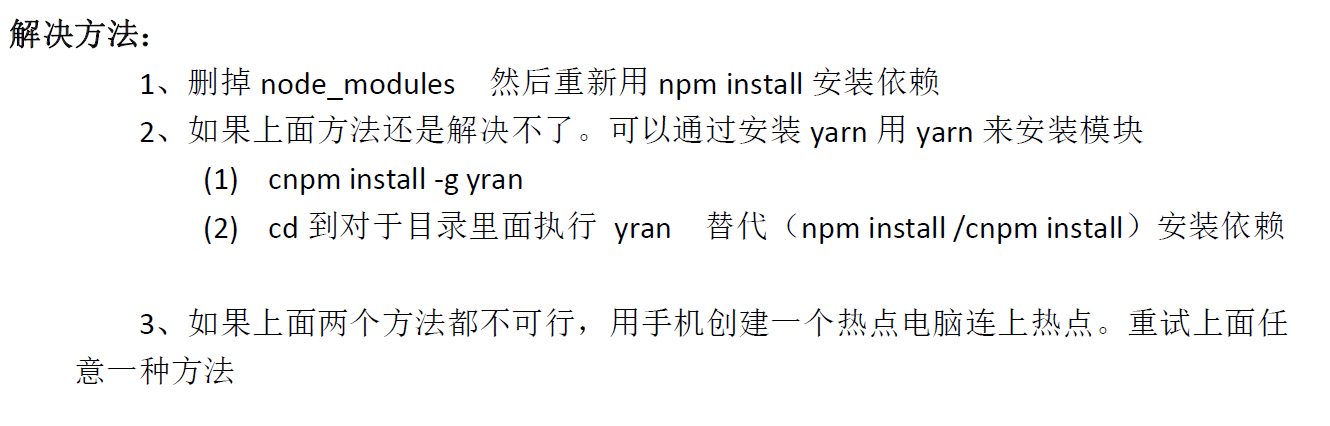 解决方法：
1、删掉 node_modules 然后重新用 npm install 安装依赖
2、如果上面方法还是解决不了。可以通过安装 yarn 用 yarn 来安装模块
(1) cnpm install -g yran
(2) cd 到对于目录里面执行 yran 替代（npm install /cnpm install）安装依赖
3、如果上面两个方法都不可行，用手机创建一个热点电脑连上热点。重试上面任
意一种方法